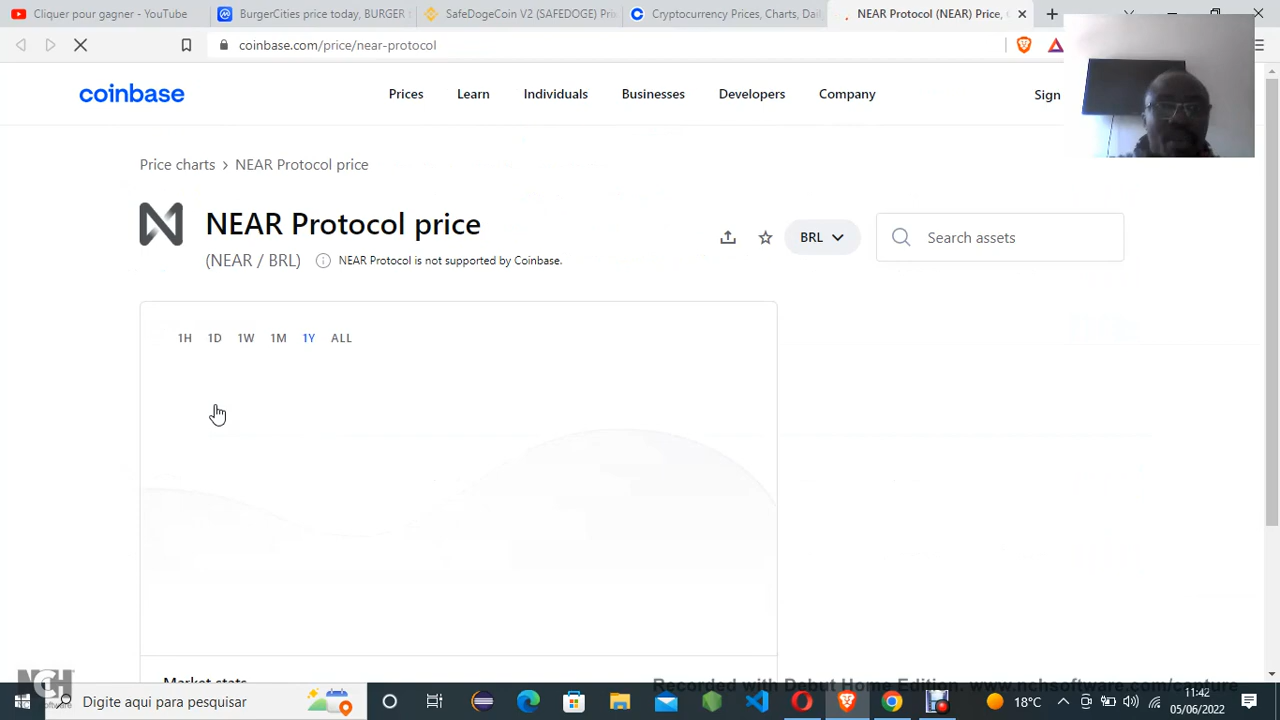 Cliquer pour gagner - YouTube
BurgerCities price today, BURGER
SafeDogeCoin V2 (SAFEDOGE) Pri
Cryptocurrency Prices, Charts, Dail
NEAR Protocol (NEAR) Price,
coinbase.com/price/near-protocol
coinbase
Prices
Learn
Individuals
Businesses
Developers
Company
Sign
Price charts > NEAR Protocol price
NEAR Protocol price
(NEAR / BRL)
NEAR Protocol is not supported by Coinbase.
BRL
Search assets
1H 1D 1W 1M 1Y ALL
Market stats
NCH
Software
Recorded with Debut Home Edition. www.nchsoftware.com/capture
Digite aqui para pesquisar
18°C
11:42
05/06/2022